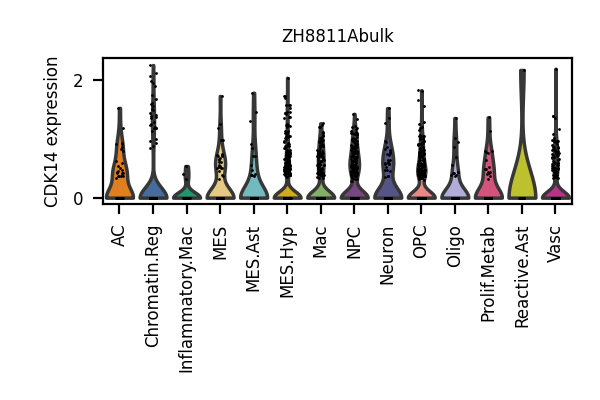 ZH8811Abulk
CDK14 expression
2
0
AC
Chromatin.Reg
Inflammatory.Mac
MES
MES.Ast
MES.Hyp
Mac
NPC
Neuron
OPC
Oligo
Prolif.Metab
Reactive.Ast
Vasc